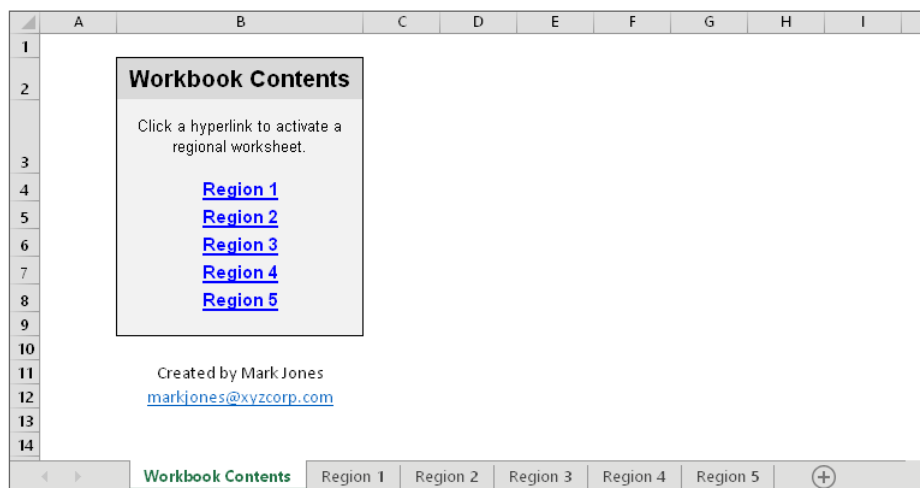 A B C D E F G H I
1
2 Workbook Contents
Click a hyperlink to activate a
3 regional worksheet.
4 Region 1
5 Region 2
6 Region 3
7 Region 4
8 Region 5
9
10
11 Created by Mark Jones
12 markjones@xyzcorp.com
13
14
Workbook Contents Region 1 Region 2 Region 3 Region 4 Region 5